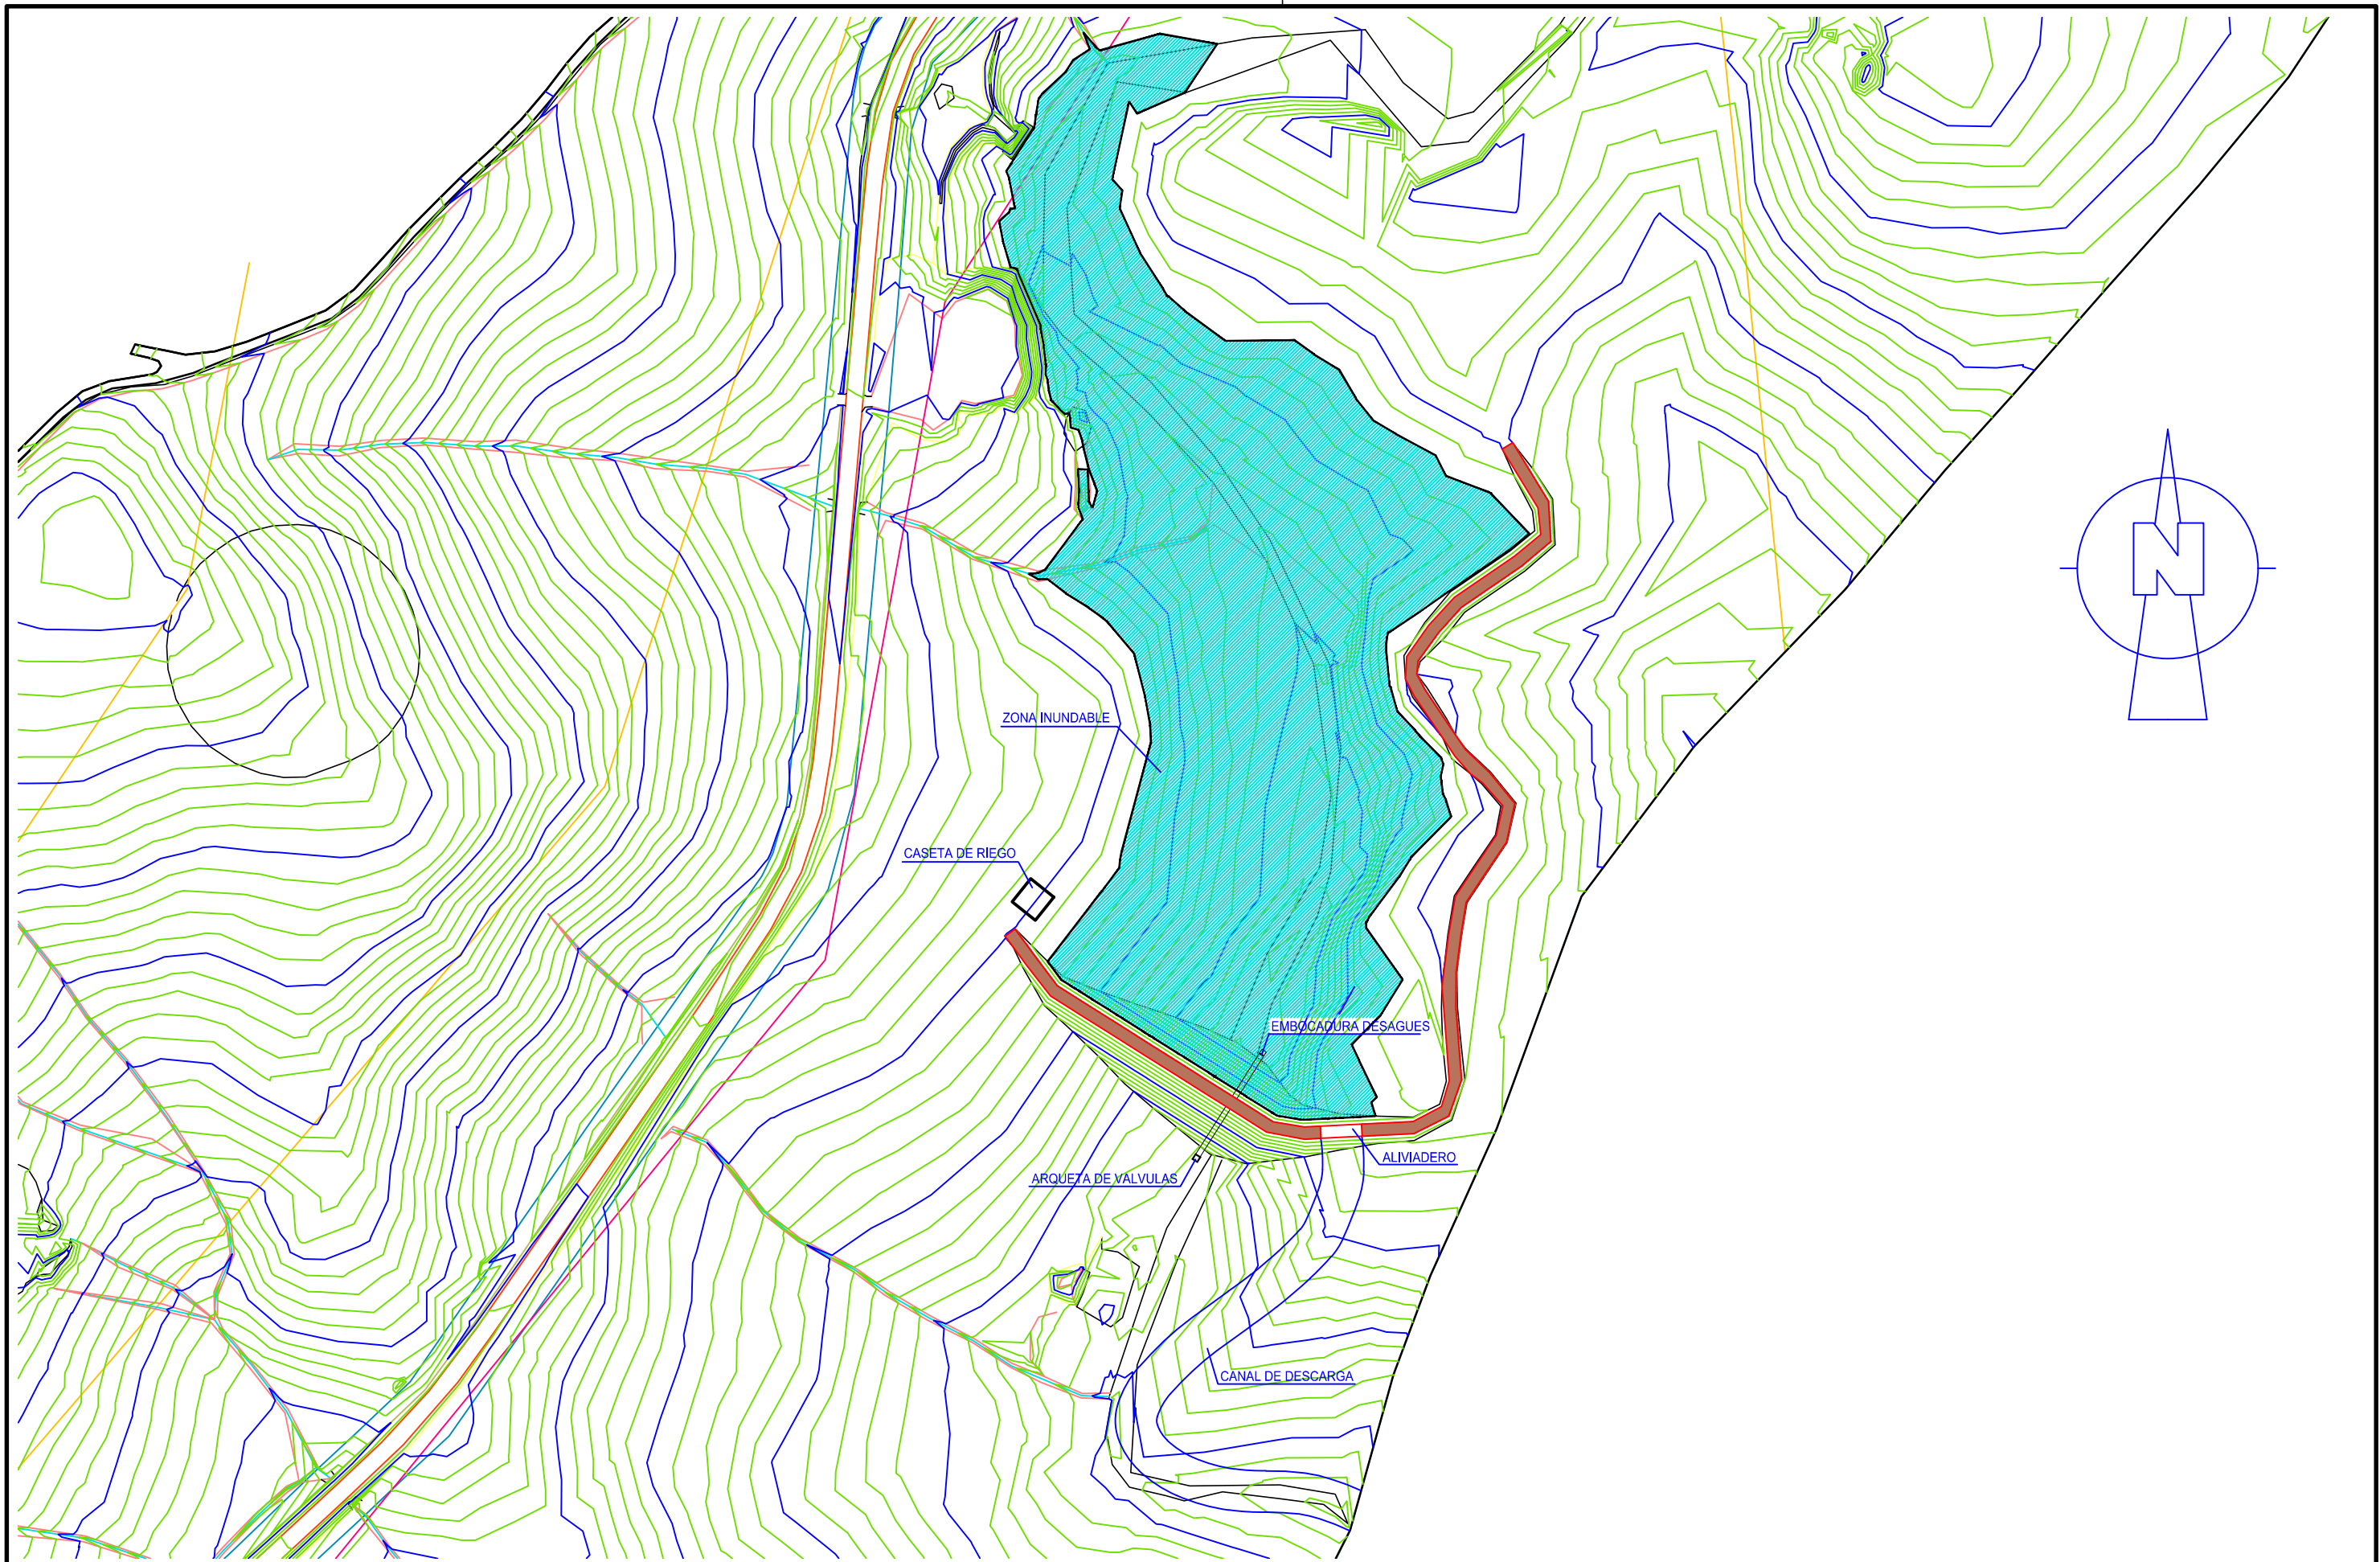 N
ZONA INUNDABLE
CASETA DE RIEGO
EMBOCADURA DESAGUES
ALIVIADERO
ARQUETA DE VALVULAS
CANAL DE DESCARGA